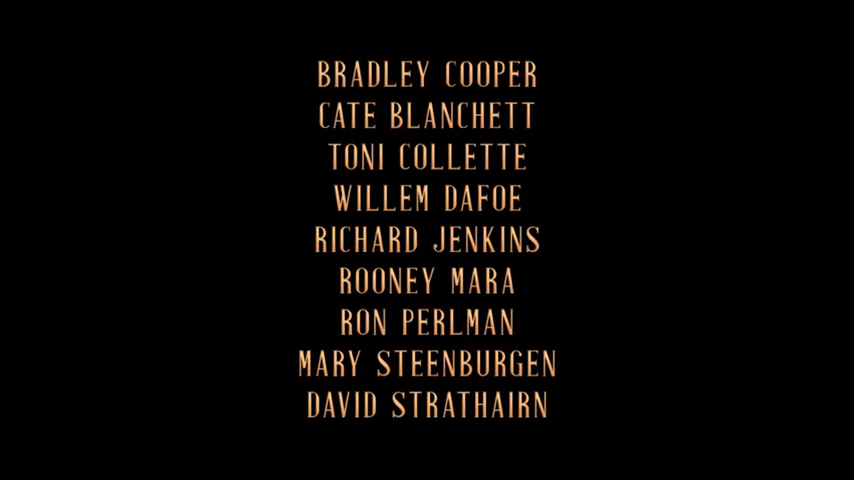 BRADLEY COOPER
CATE BLANCHETT
TONI COLLETTE
WILLEM DAFOE
RICHARD JENKINS
ROONEY MARA
RON PERLMAN
MARY STEENBURGEN
DAVID STRATHAIRN